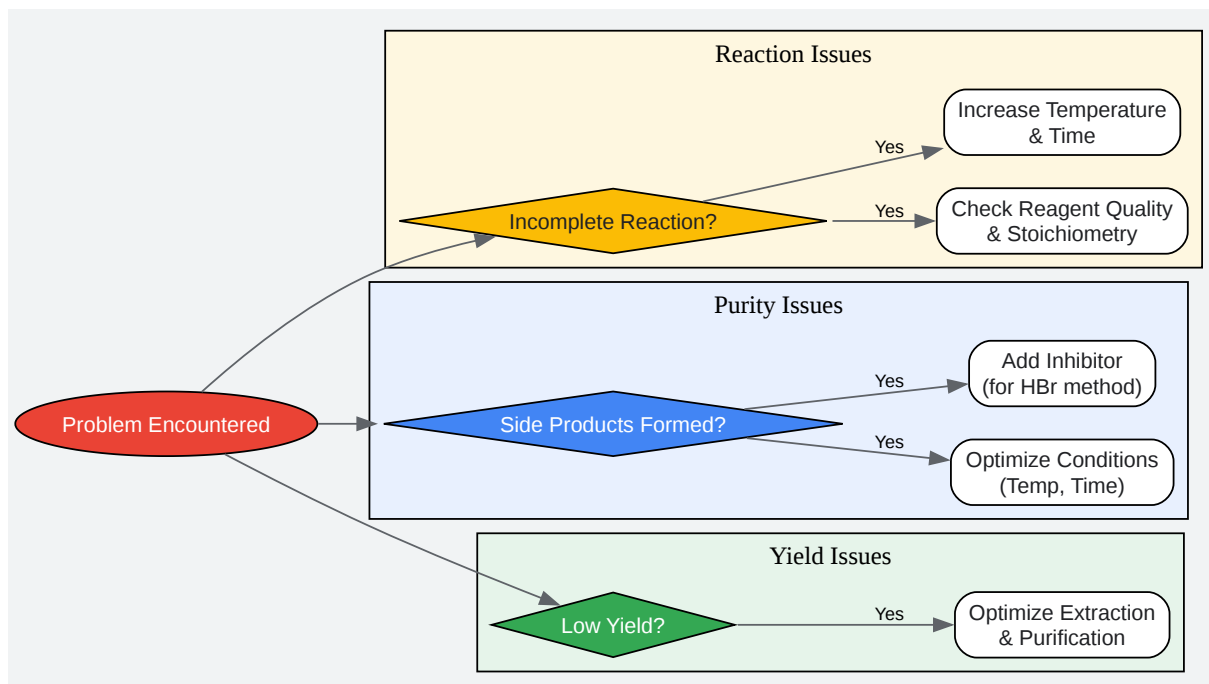 Reaction Issues
Increase Temperature
& Time
Yes
Incomplete Reaction?
Yes
Check Reagent Quality
& Stoichiometry
Purity Issues
Add Inhibitor
(for HBr method)
Yes
Problem Encountered
Side Products Formed?
Yes
Optimize Conditions
(Temp, Time)
Yield Issues
Low Yield?
Yes
Optimize Extraction
& Purification